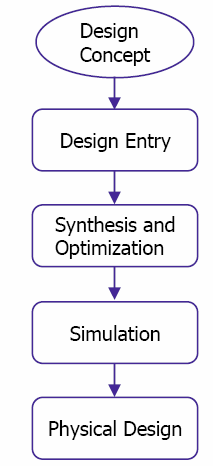 Design
Concept
Design Entry
Synthesis and
Optimization
Simulation
Physical Design